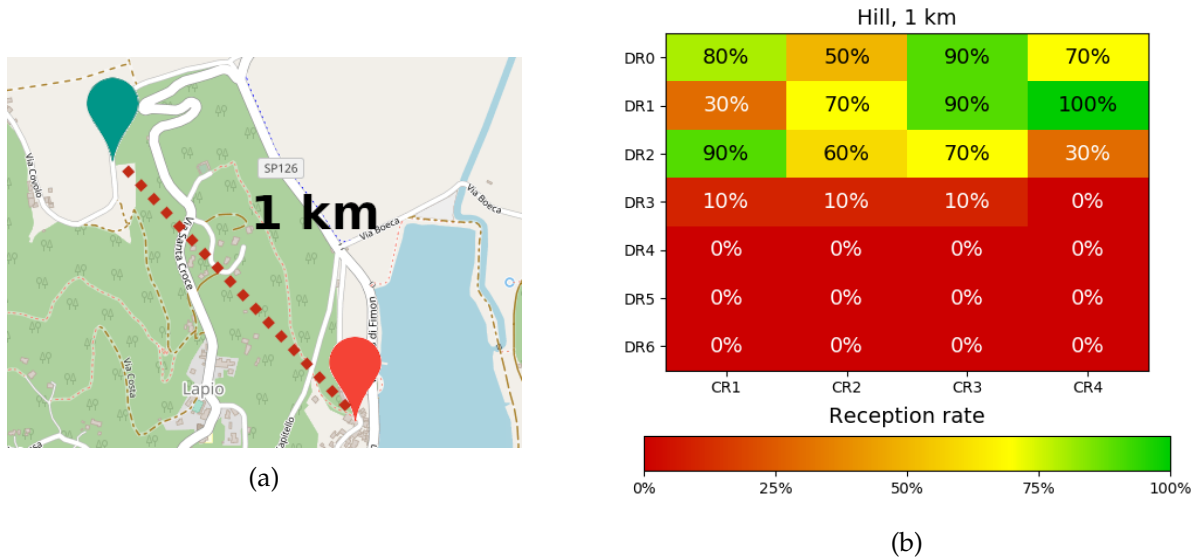 Via Covolo
SP126
1 km
Via Boeca
Via Boeca
Via Santa Croce
Via Costa
Lapio
di Fimon
apitello
(a)
Hill, 1 km
DR0 80% 50% 90% 70%
DR1 30% 70% 90% 100%
DR2 90% 60% 70% 30%
DR3 10% 10% 10% 0%
DR4 0% 0% 0% 0%
DR5 0% 0% 0% 0%
DR6 0% 0% 0% 0%
CR1 CR2 CR3 CR4
Reception rate
0% 25% 50% 75% 100%
(b)